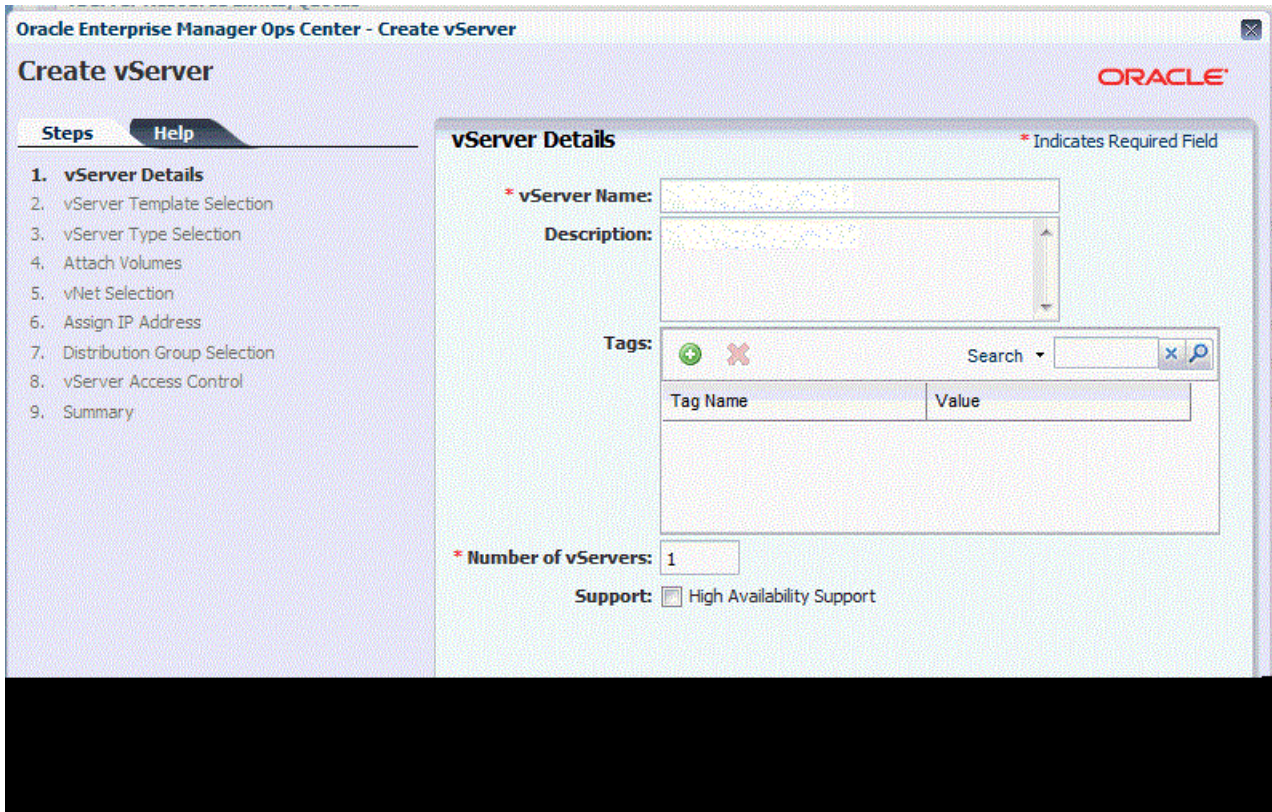 Oracle Enterprise Manager Ops Center - Create vServer
Create vServer
ORACLE
Steps Help
1. vServer Details
2. vServer Template Selection
3. vServer Type Selection
4. Attach Volumes
5. vNet Selection
6. Assign IP Address
7. Distribution Group Selection
8. vServer Access Control
9. Summary
vServer Details
* Indicates Required Field
* vServer Name:
Description:
Tags:
Search
Tag Name Value
* Number of vServers: 1
Support: High Availability Support